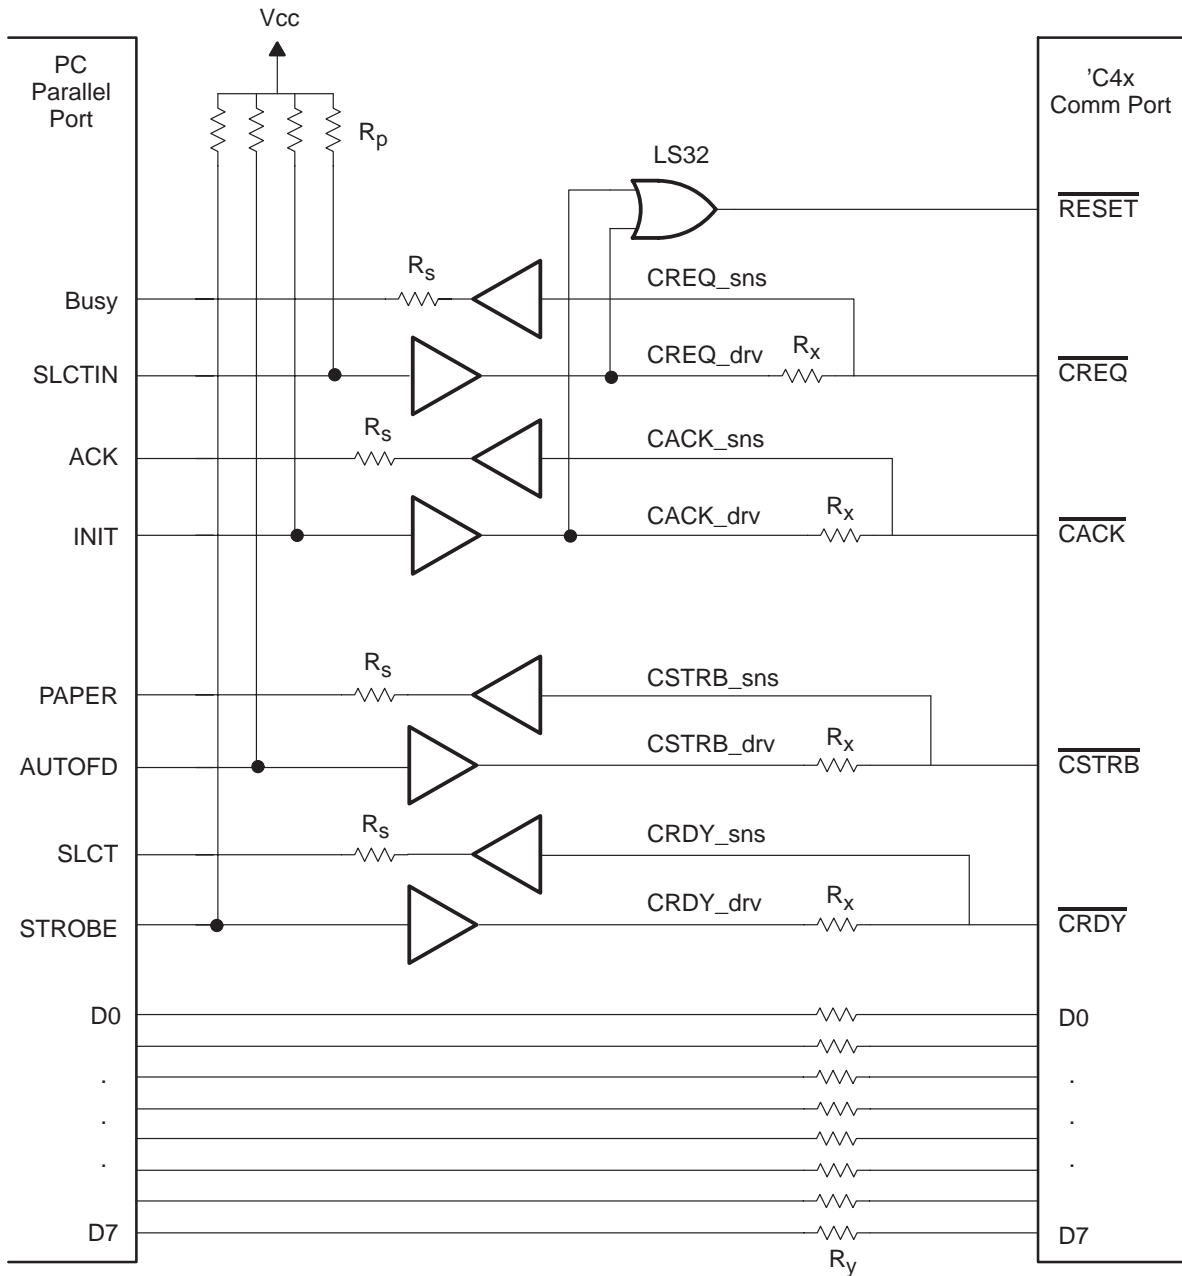 Vcc
PC
Parallel
Port
'C4x
Comm Port
Rp
LS32
RESET
Rs
CREQ_sns
Busy
CREQ_drv
Rx
SLCTIN
CREQ
Rs
CACK_sns
ACK
CACK_drv
Rx
INIT
CACK
Rs
CSTRB_sns
PAPER
CSTRB_drv
Rx
AUTOFD
CSTRB
Rs
CRDY_sns
SLCT
CRDY_drv
Rx
STROBE
CRDY
D0
D0
.
.
.
.
.
.
D7
D7
Ry